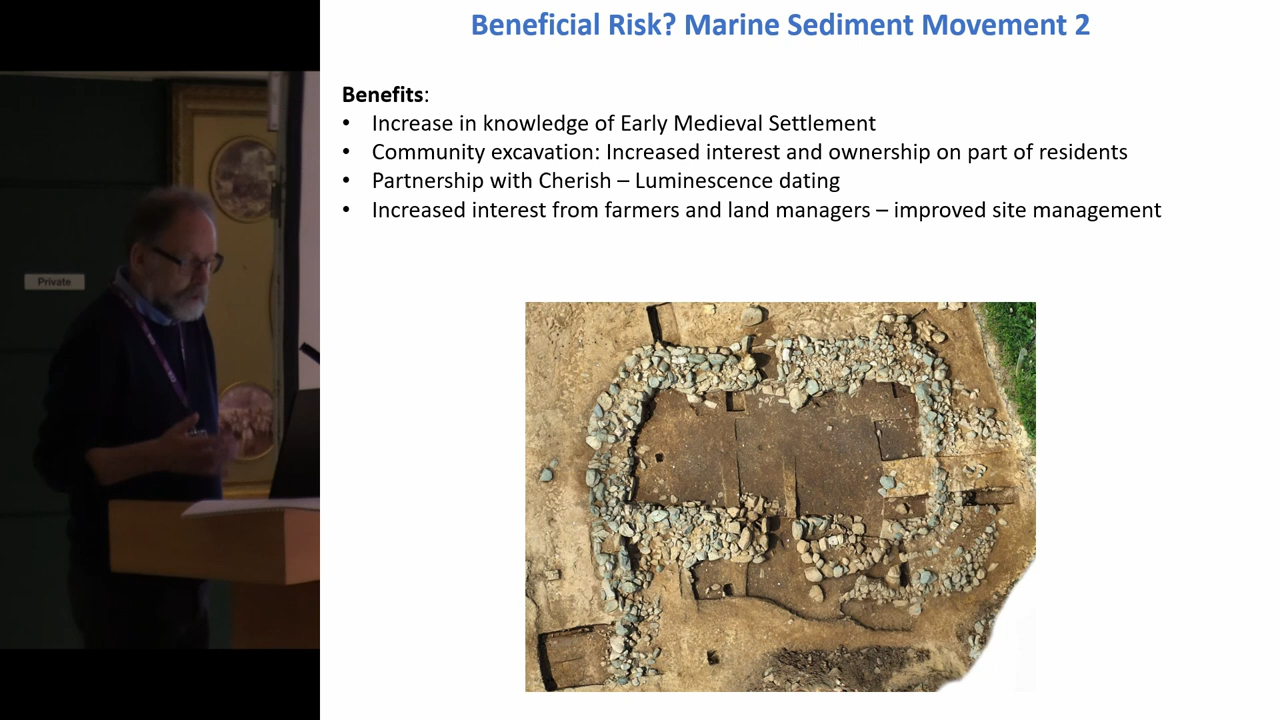 Beneficial Risk? Marine Sediment Movement 2
Benefits:
• Increase in knowledge of Early Medieval Settlement
• Community excavation: Increased interest and ownership on part of residents
• Partnership with Cherish – Luminescence dating
• Increased interest from farmers and land managers – improved site management
Private